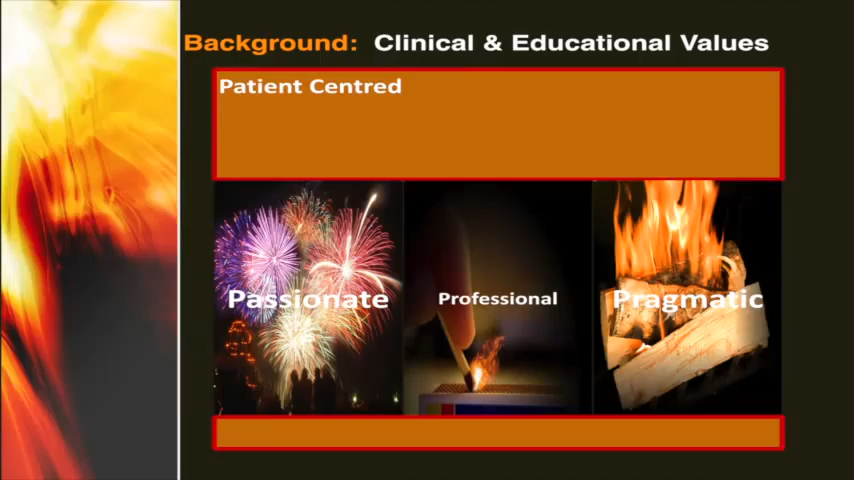 Background: Clinical & Educational Values
Patient Centred
Passionate
Professional
Pragmatic